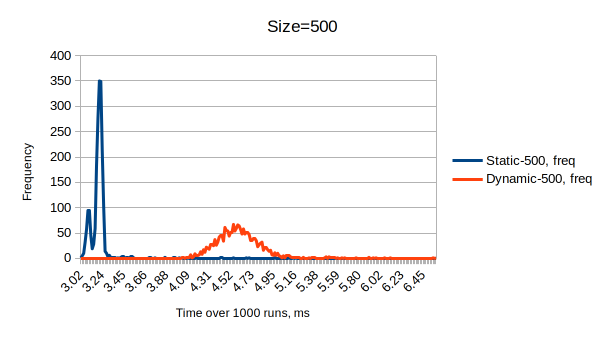 Size=500
400
350
300
250
200
150
100
50
0
Frequency
Static-500, freq
Dynamic-500, freq
3.02 3.24 3.45 3.66 3.88 4.09 4.31 4.52 4.73 4.95 5.16 5.38 5.59 5.80 6.02 6.23 6.45
Time over 1000 runs, ms